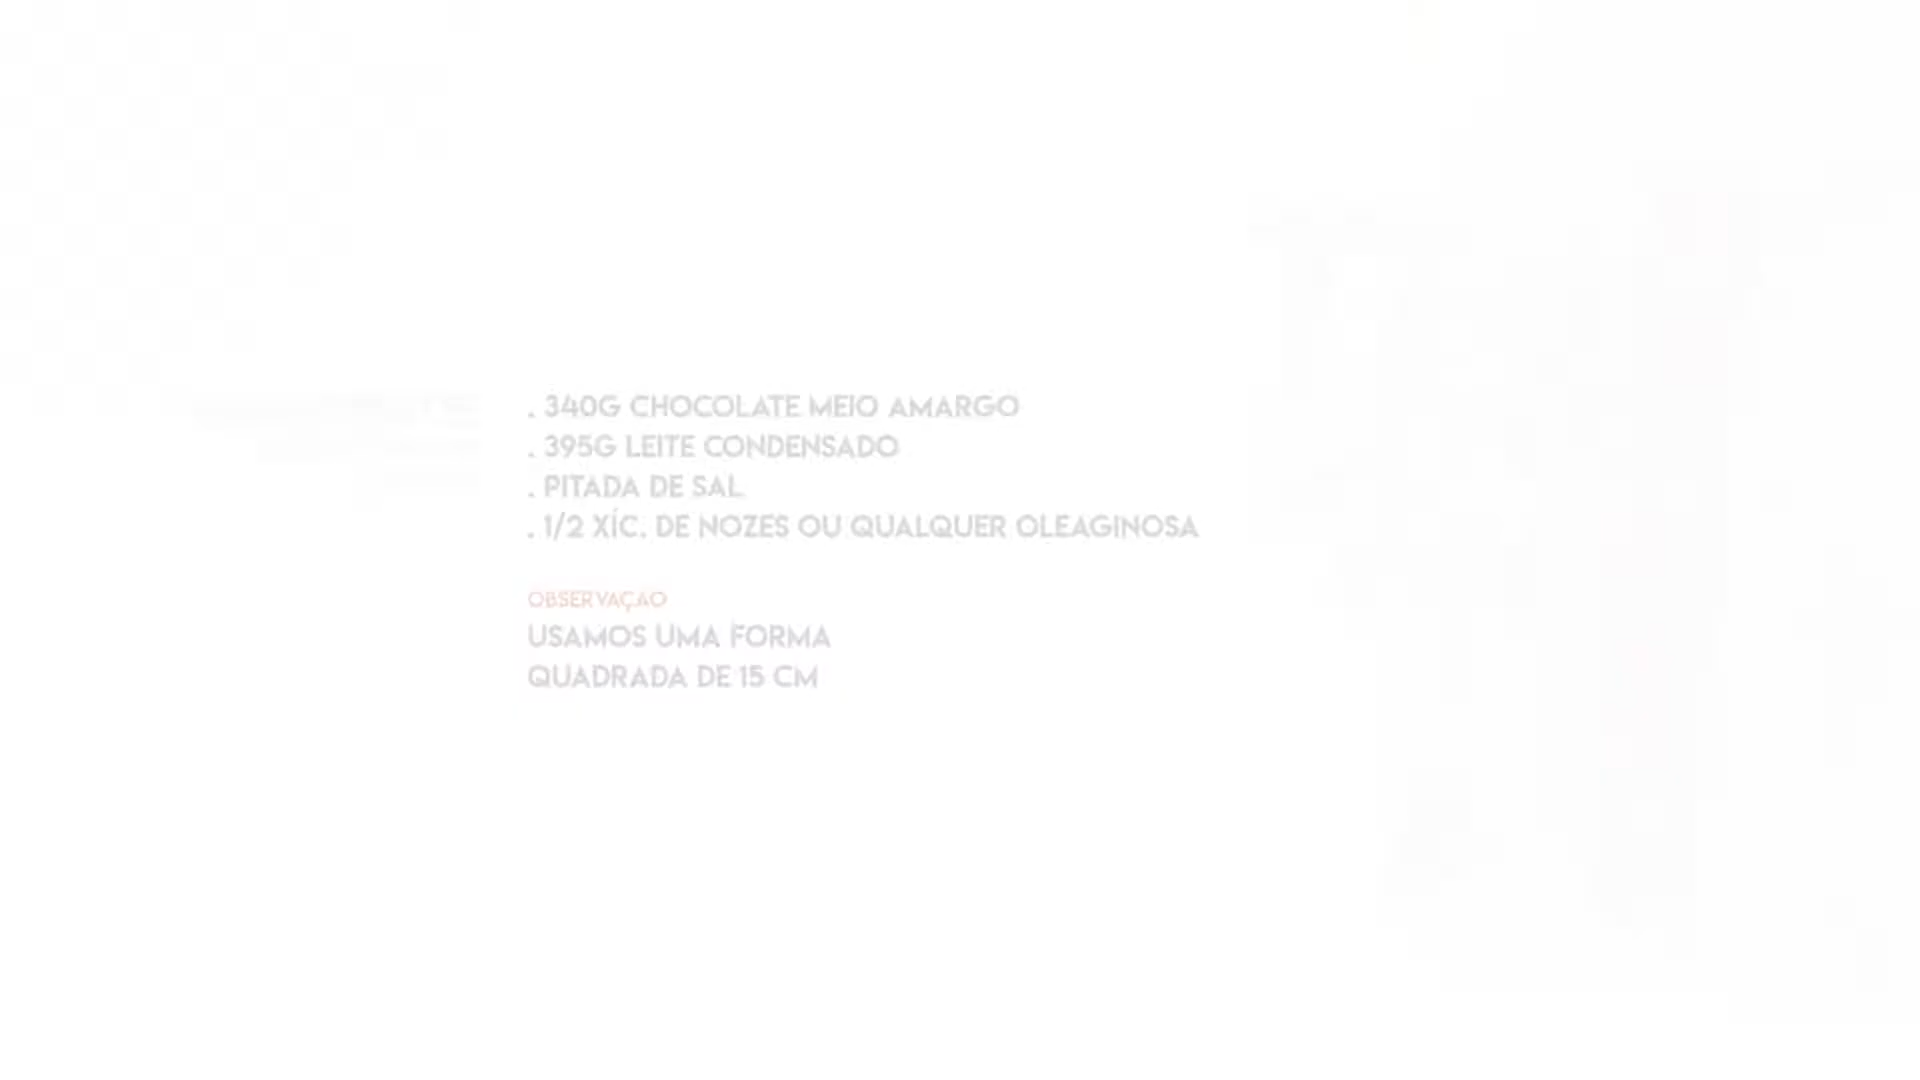 . 340G CHOCOLATE MEIO AMARGO
. 395G LEITE CONDENSADO
. PITADA DE SAL
. 1/2 XÍC. DE NOZES OU QUALQUER OLEAGINOSA
OBSERVAÇÃO
USAMOS UMA FORMA
QUADRADA DE 15 CM